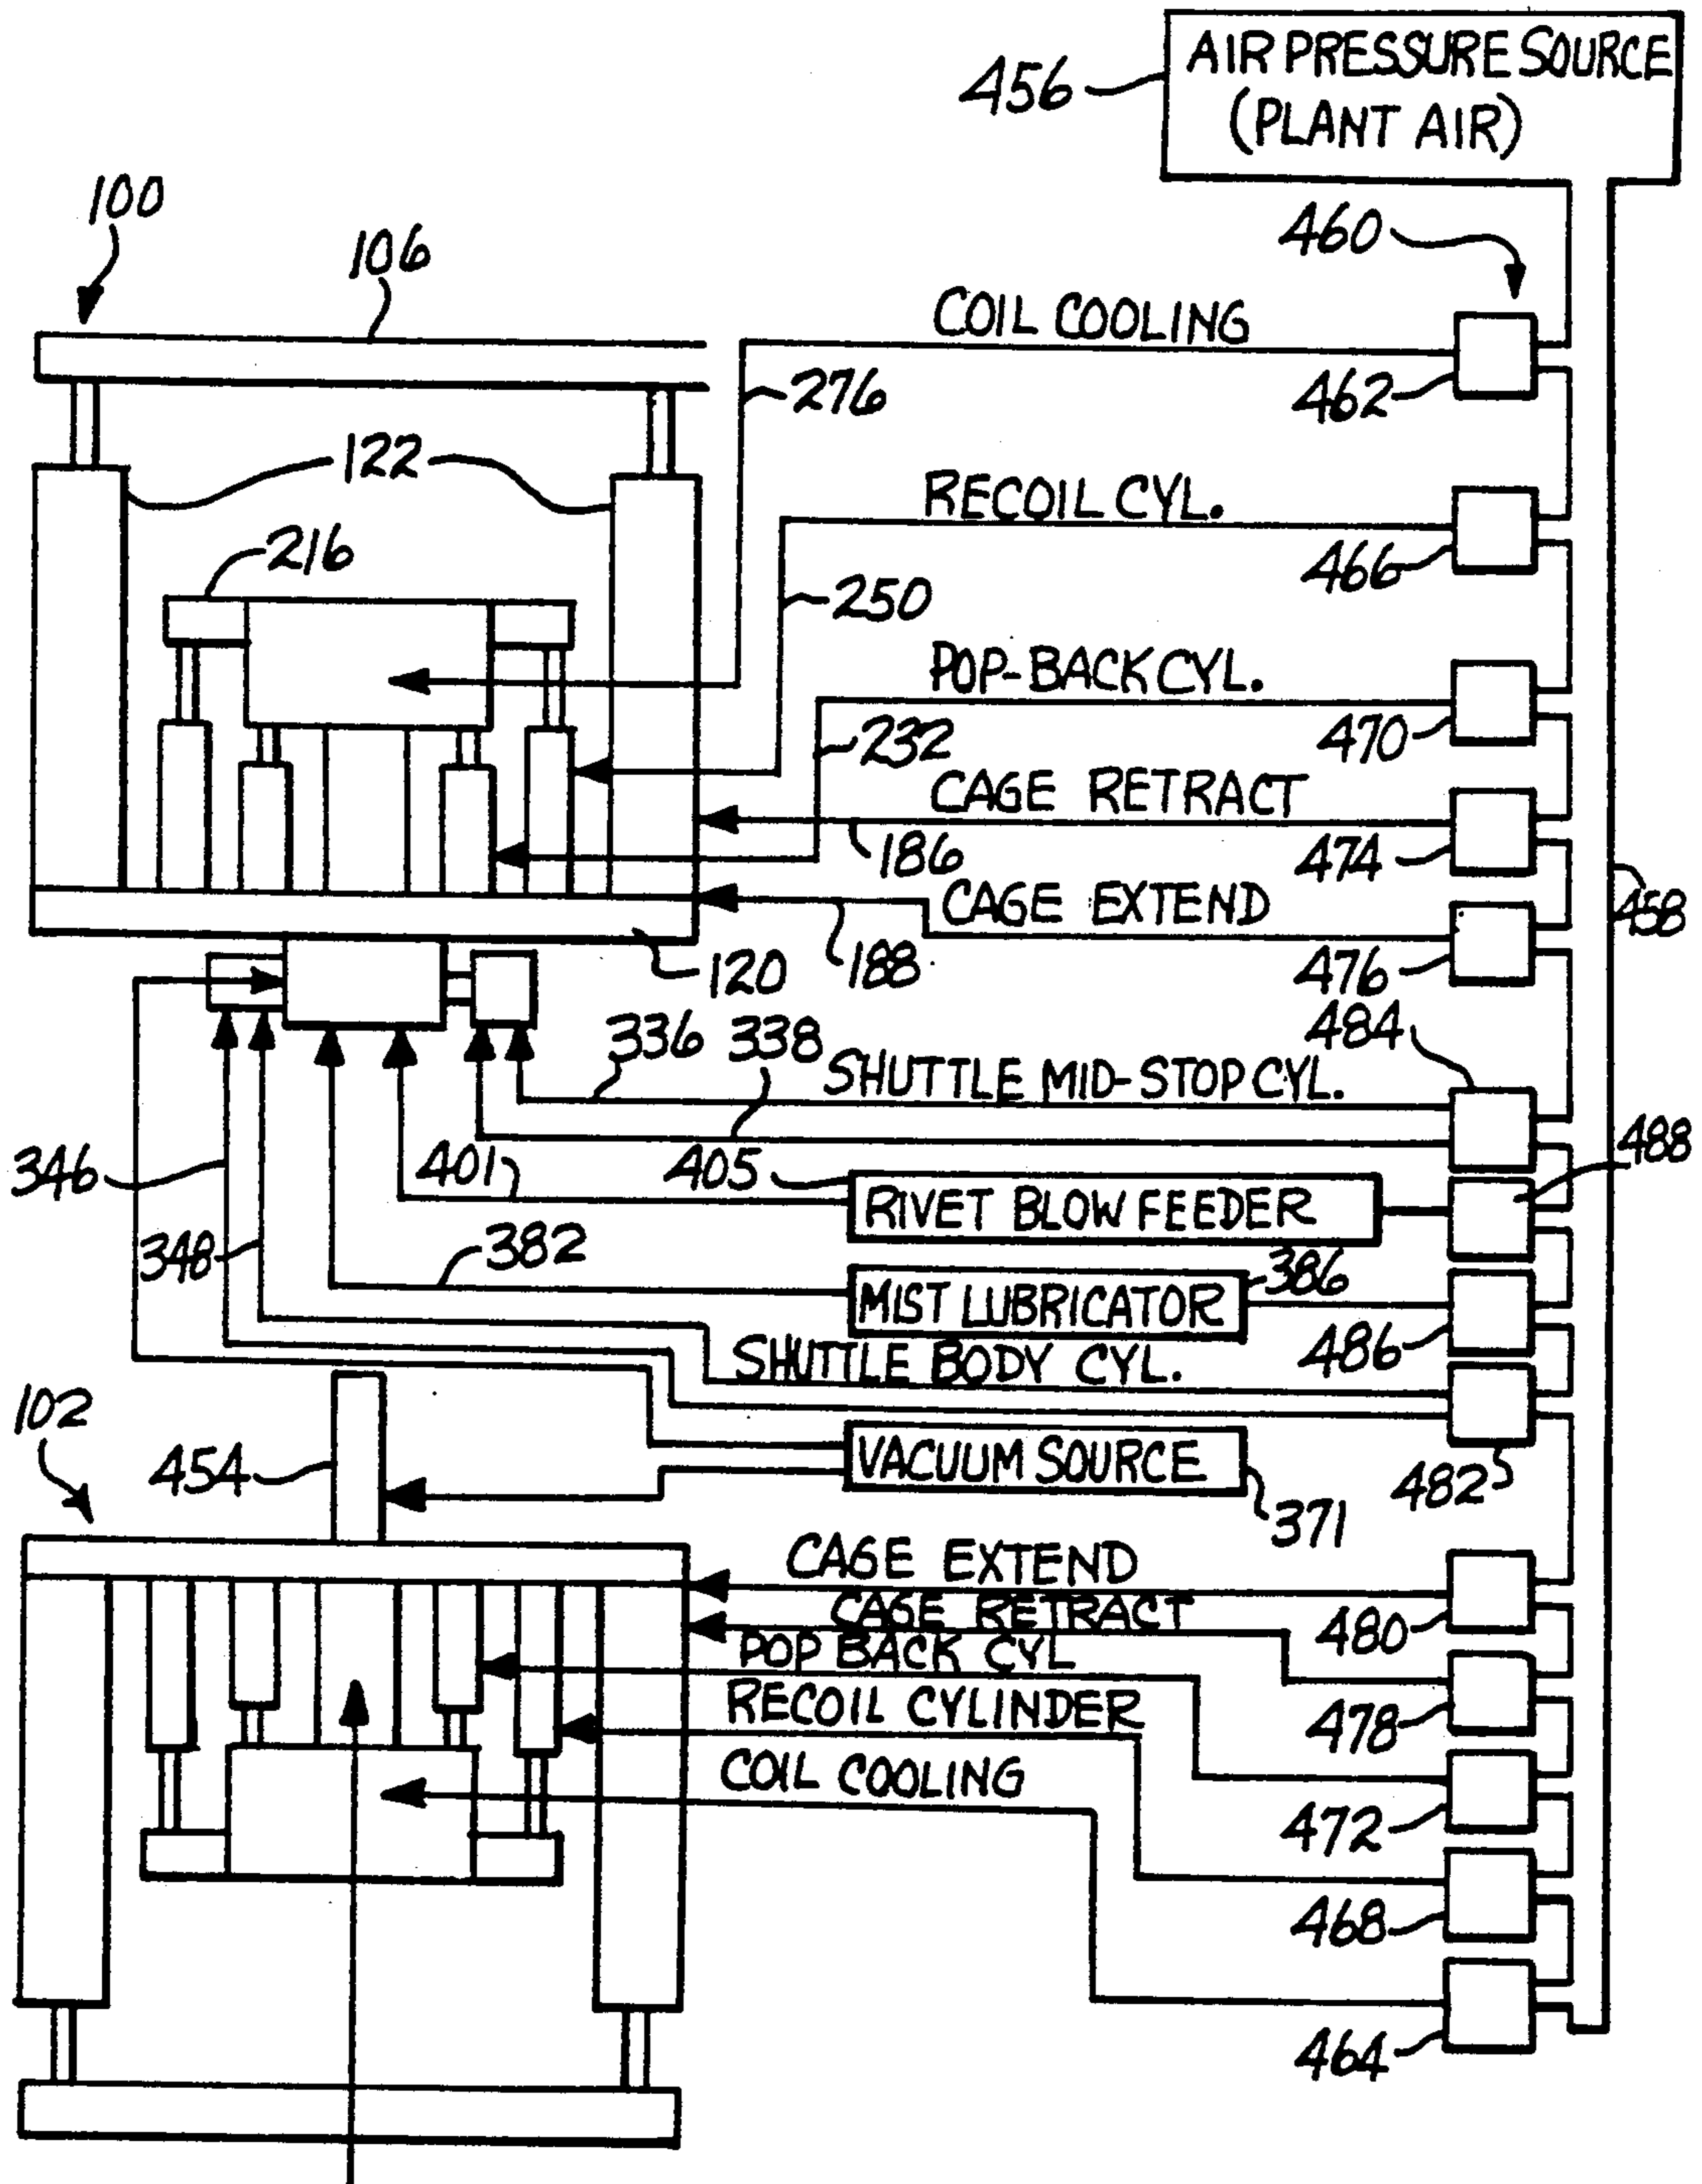 AIR PRESSURE SOURCE
(PLANT AIR)
456
100
106
460
COIL COOLING
276
462
122
RECOIL CYL.
466
216
250
POP-BACK CYL.
470
232
CAGE RETRACT
186
474
CAGE EXTEND
458
120
188
476
484
336
338
SHUTTLE MID-STOP CYL.
488
346
401
405
RIVET BLOW FEEDER
348
382
386
MIST LUBRICATOR
486
SHUTTLE BODY CYL.
102
454
VACUUM SOURCE
482
371
CAGE EXTEND
CAGE RETRACT
480
POP BACK CYL
RECOIL CYLINDER
478
COIL COOLING
472
468
464